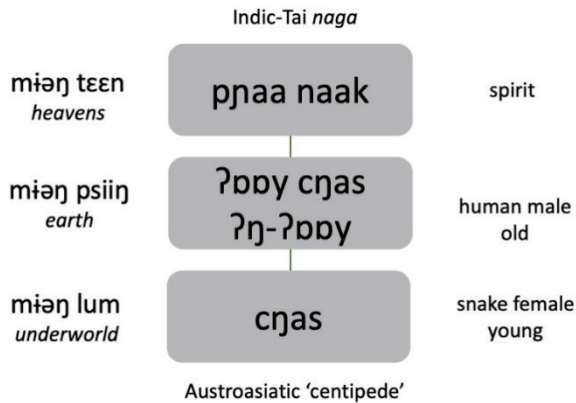 Indic-Tai naga
mɨəŋ tɛɛn
heavens
pɲaa naak
spirit
mɨəŋ psiiŋ
earth
ʔɒɒy cŋas
ʔŋ-ʔɒɒy
human male
old
mɨəŋ lum
underworld
cŋas
snake female
young
Austroasiatic ‘centipede’